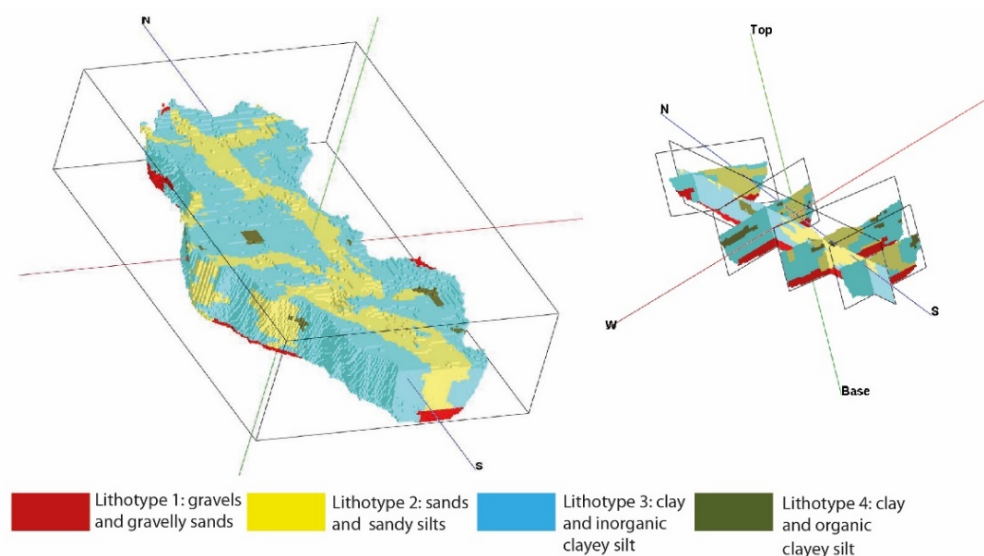 N
S
Top
N
W
S
Base
Lithotype 1: gravels
and gravelly sands
Lithotype 2: sands
and sandy silts
Lithotype 3: clay
and inorganic
clayey silt
Lithotype 4: clay
and organic
clayey silt